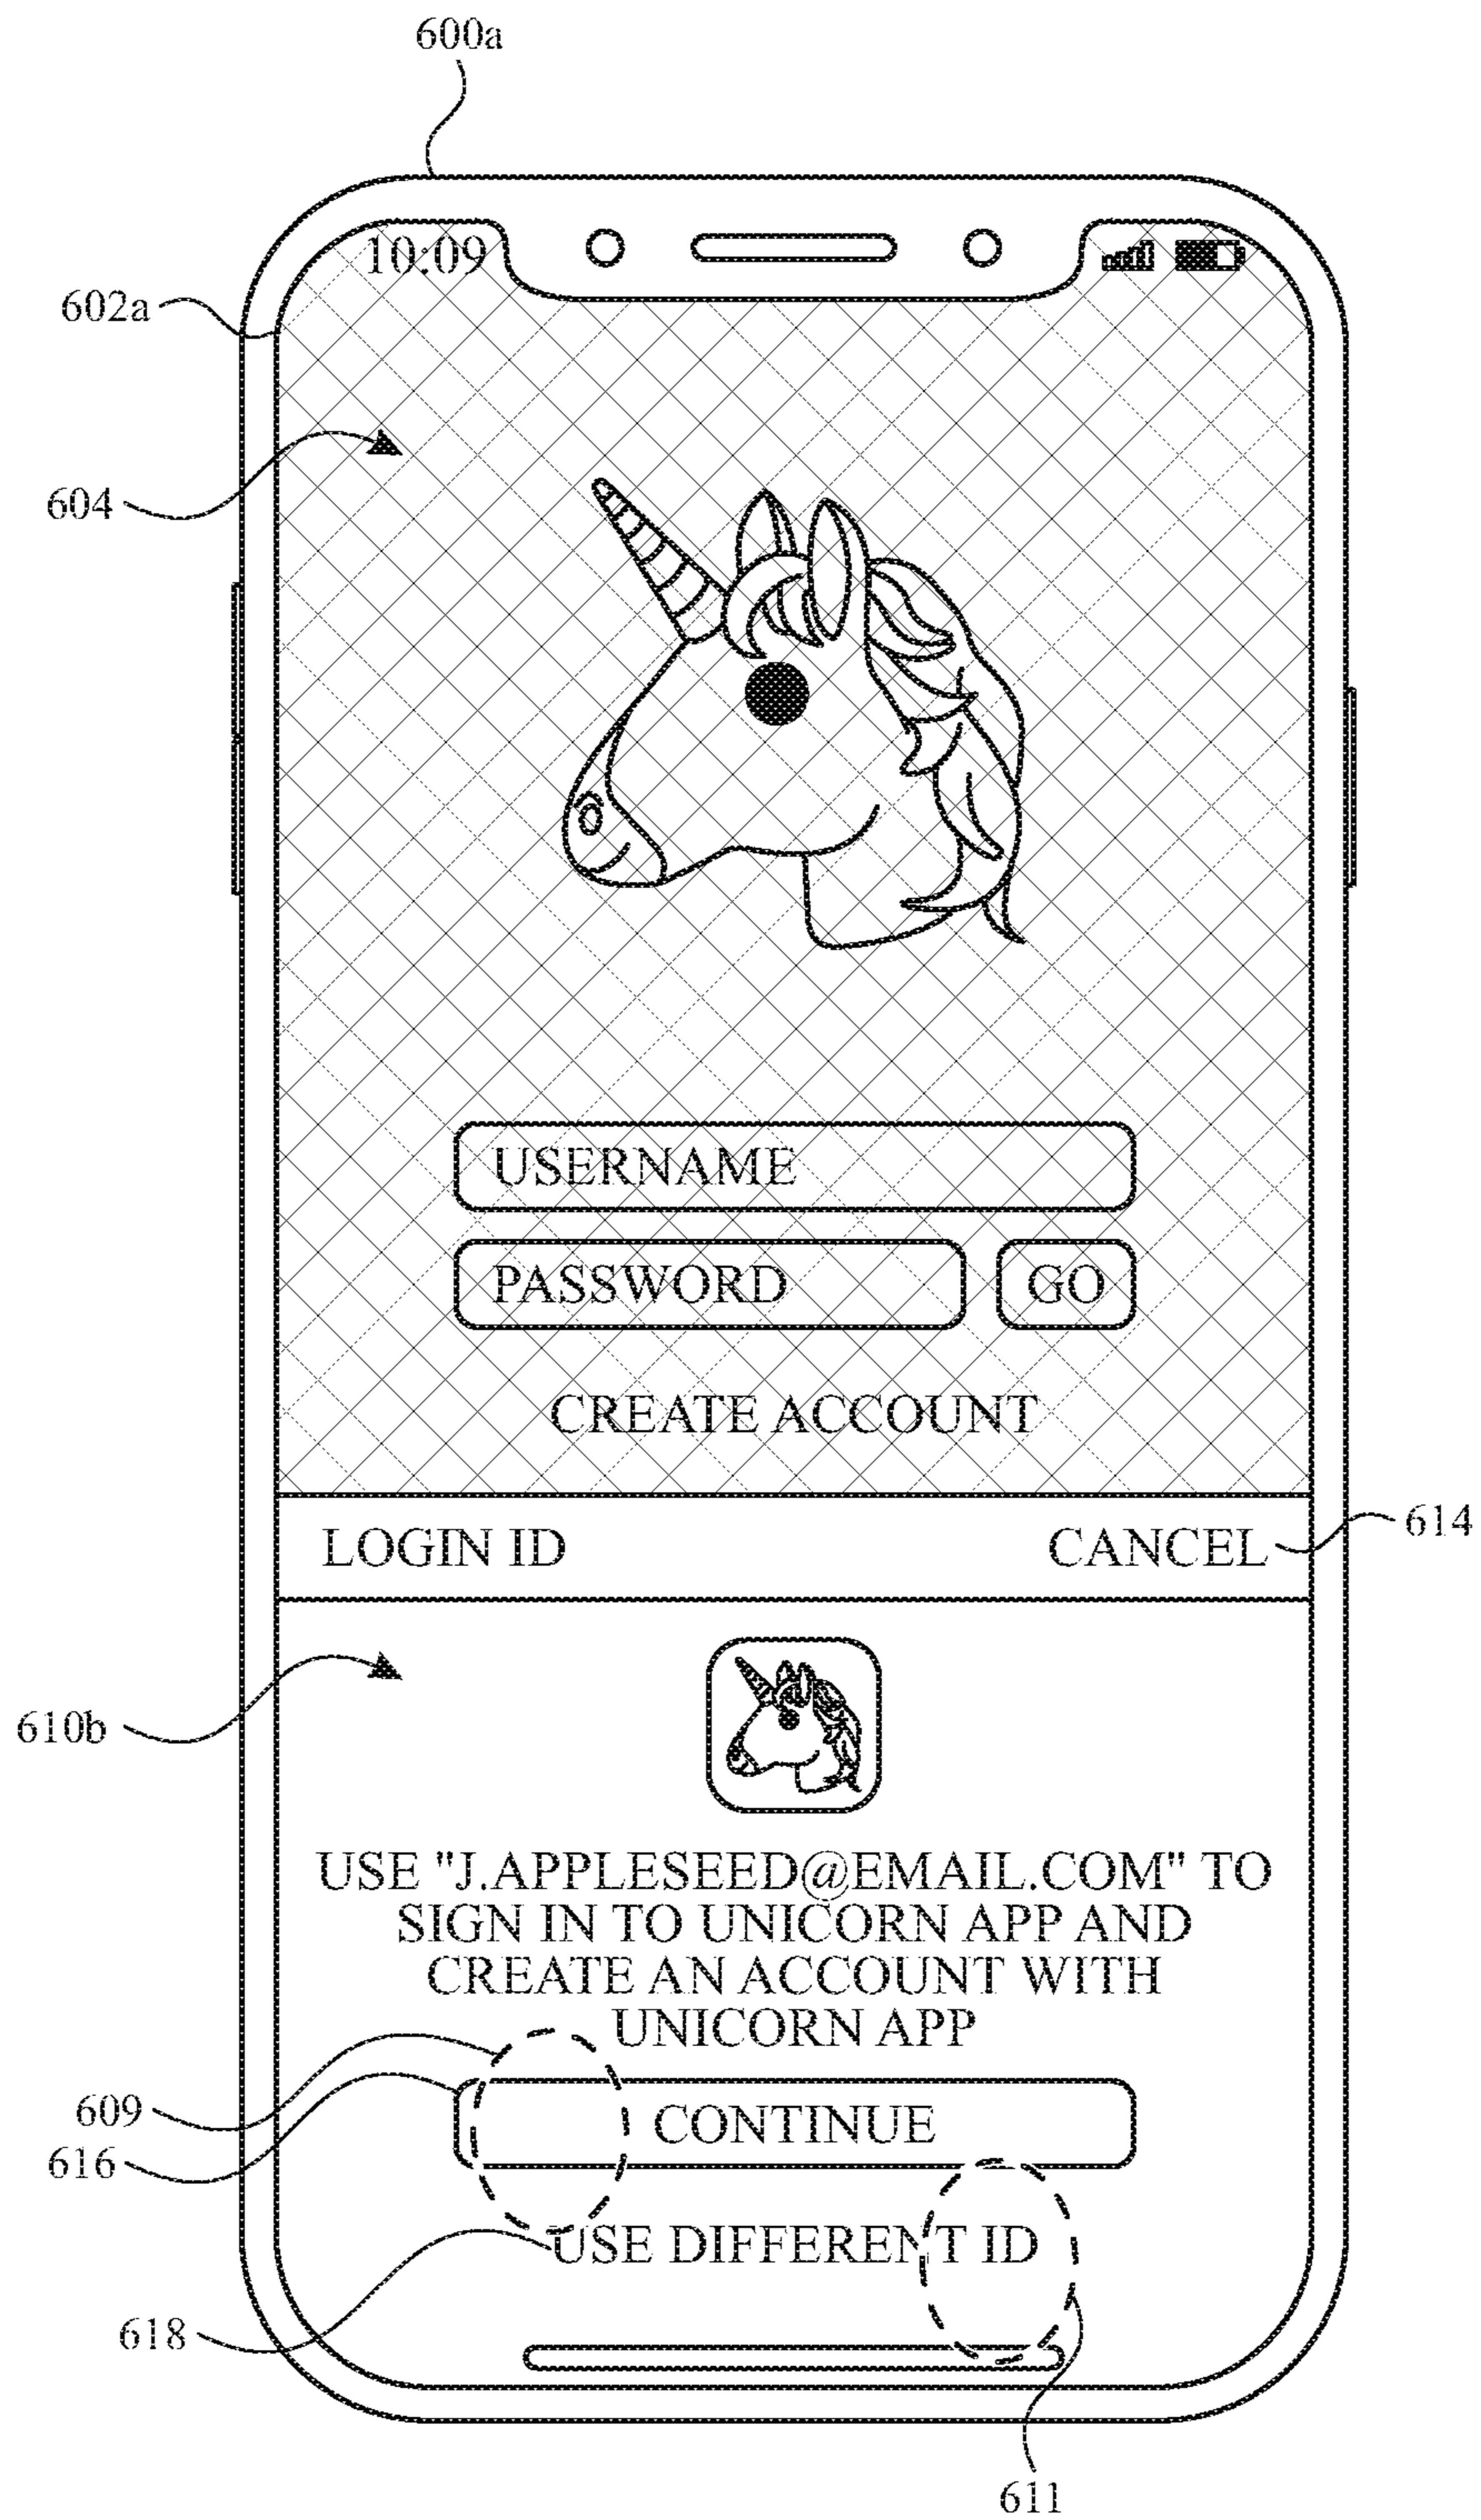 600a
10:09
602a
604
USERNAME
PASSWORD GO
CREATE ACCOUNT
LOGIN ID CANCEL
614
610b
USE "J.APPLESEED@EMAIL.COM" TO
SIGN IN TO UNICORN APP AND
CREATE AN ACCOUNT WITH
UNICORN APP
609
CONTINUE
616
USE DIFFERENT ID
618
611